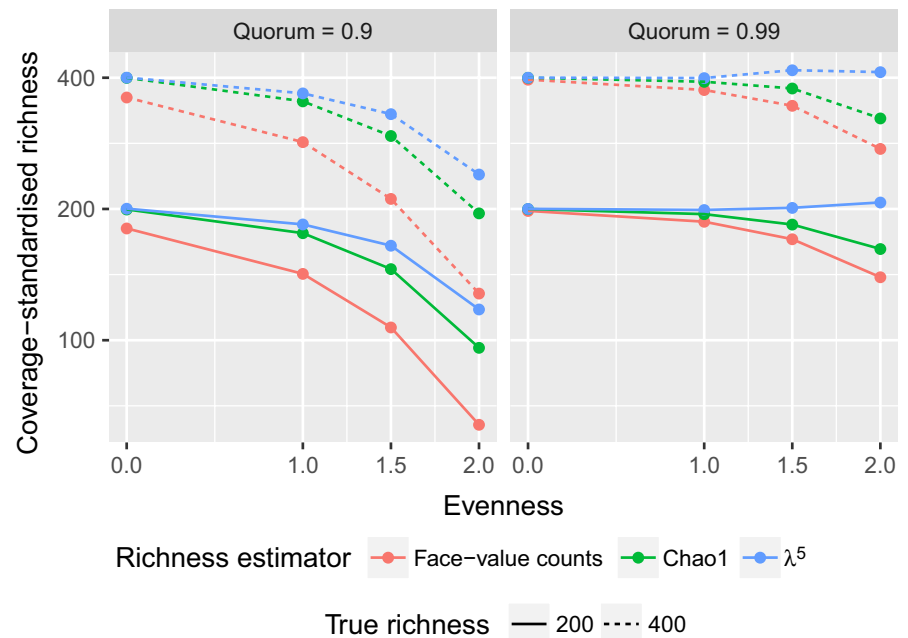 Quorum = 0.9
Quorum = 0.99
Coverage−standardised richness
400
200
100
0.0 1.0 1.5 2.0
0.0 1.0 1.5 2.0
Evenness
Richness estimator Face−value counts Chao1 λ⁵
True richness 200 400